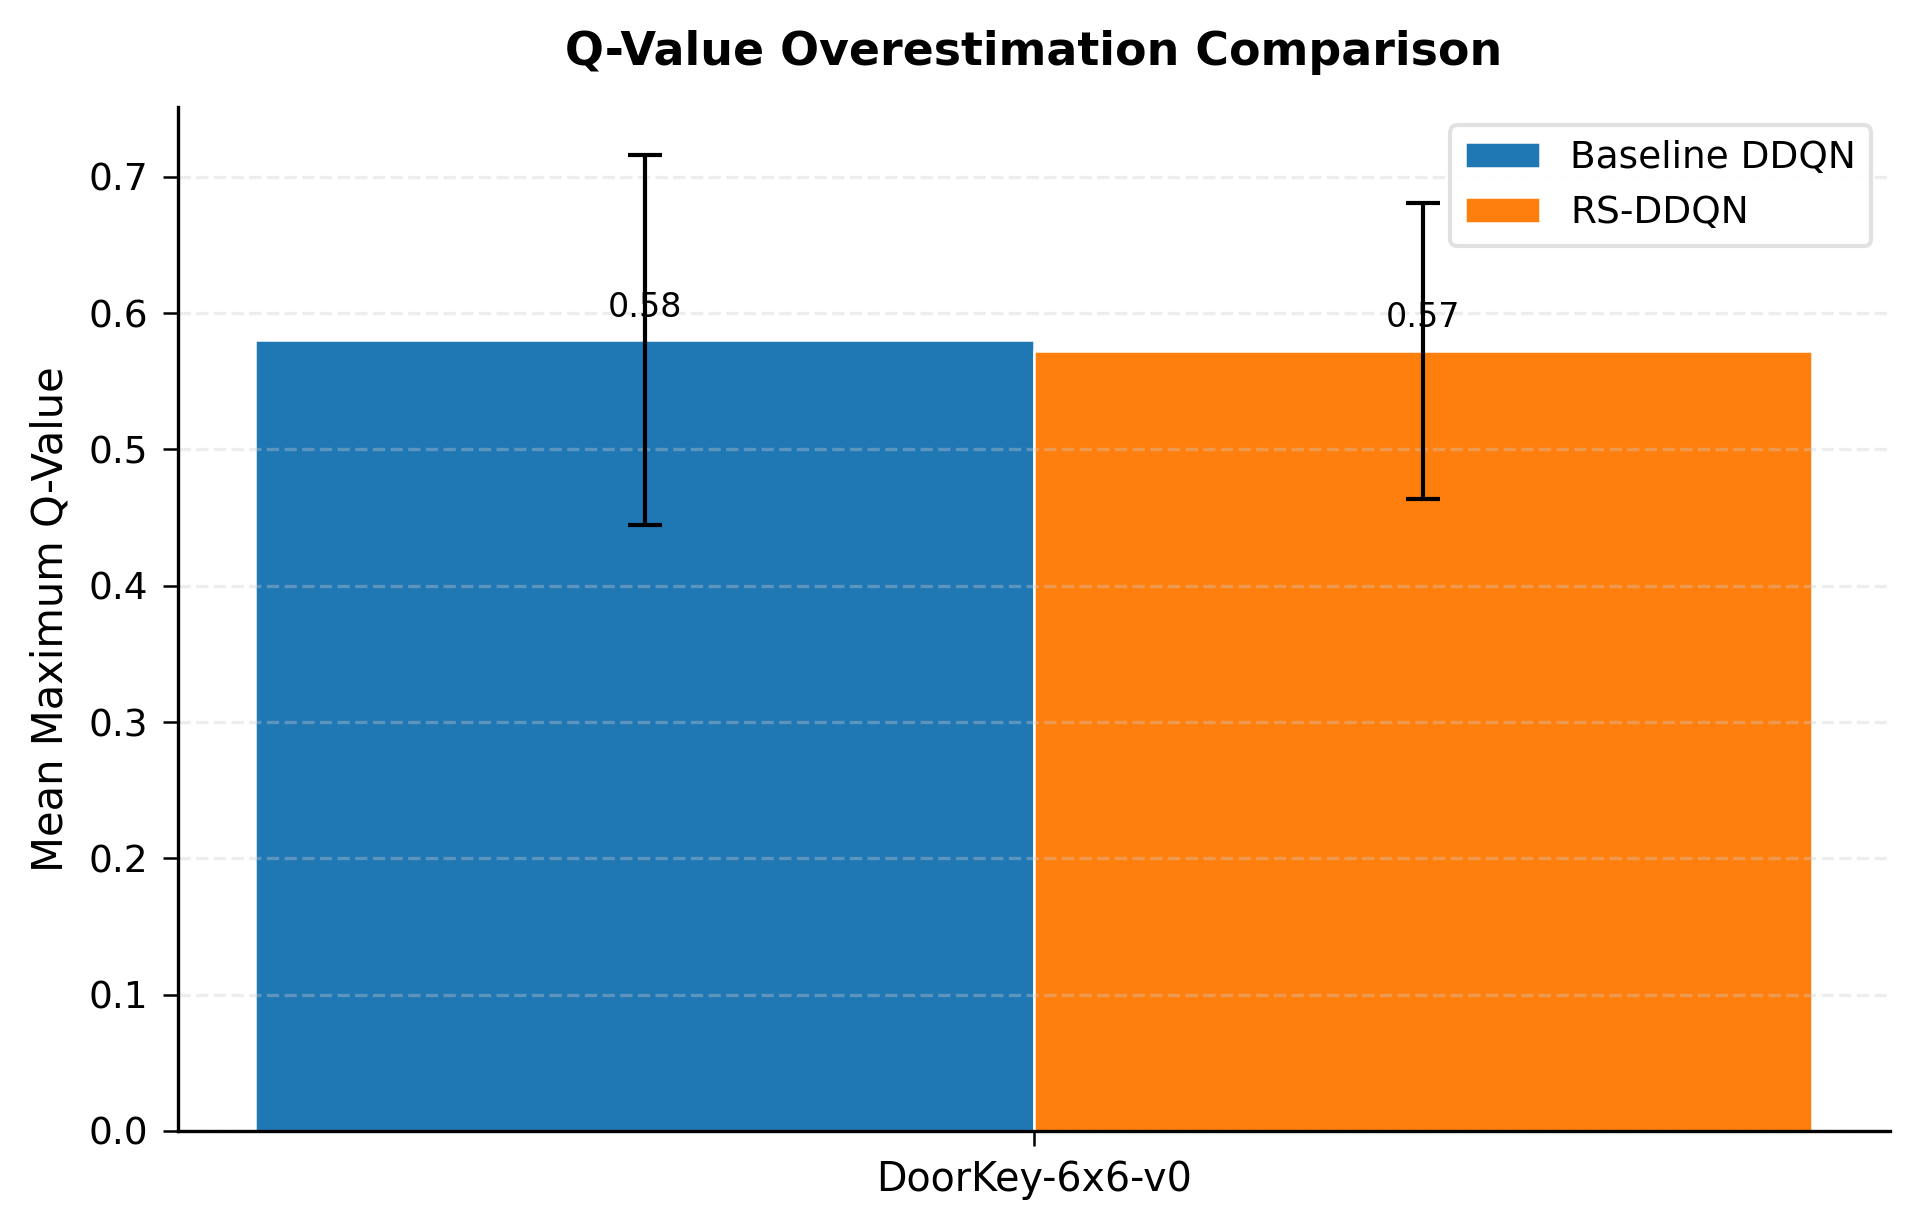 Q-Value Overestimation Comparison
Baseline DDQN
RS-DDQN
Mean Maximum Q-Value
0.7
0.6
0.5
0.4
0.3
0.2
0.1
0.0
0.58
0.57
DoorKey-6x6-v0